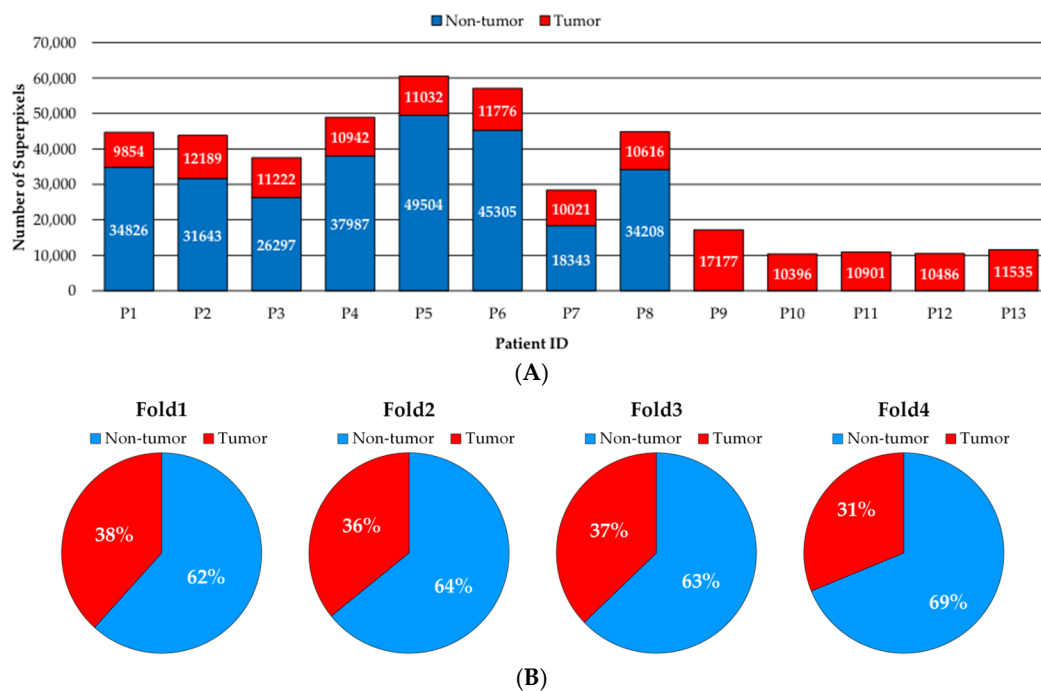 Non-tumor Tumor
70,000
60,000
50,000
40,000
30,000
20,000
10,000
0
Number of Superpixels
9854 12189 11222 10942 11032 11776 10021 10616
34826 31643 26297 37987 49504 45305 18343 34208 17177 10396 10901 10486 11535
P1 P2 P3 P4 P5 P6 P7 P8 P9 P10 P11 P12 P13
Patient ID
(A)
Fold1 Fold2 Fold3 Fold4
Non-tumor Tumor Non-tumor Tumor Non-tumor Tumor Non-tumor Tumor
38% 36% 37% 31%
62% 64% 63% 69%
(B)